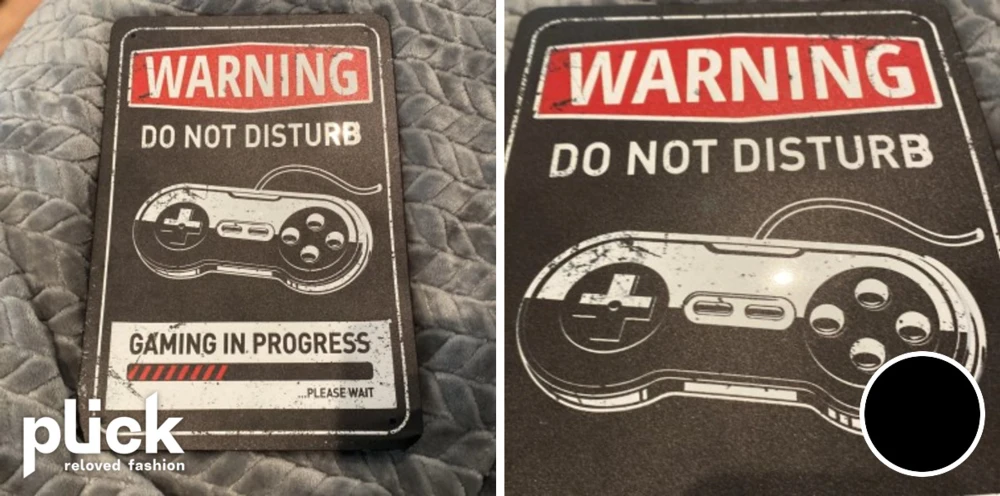 WARNING
DO NOT DISTURB
GAMING IN PROGRESS
...PLEASE WAIT
plick
reloved fashion
WARNING
DO NOT DISTURB